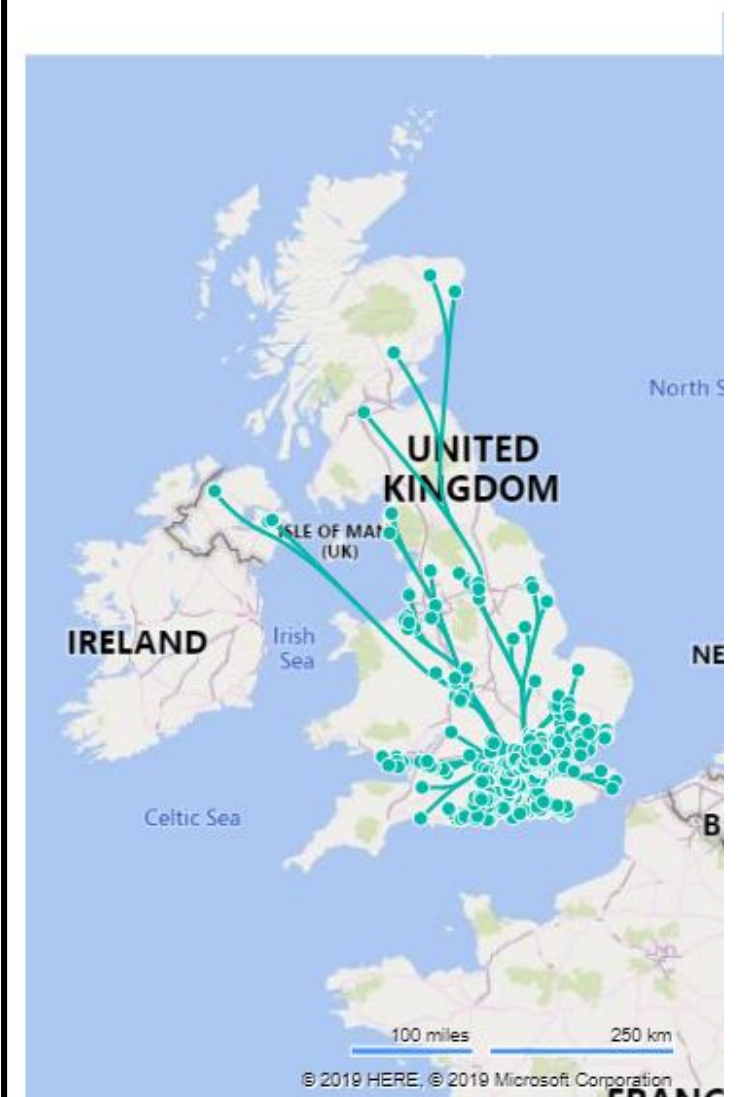 North S
UNITED
KINGDOM
ISLE OF MAN
(UK)
IRELAND
Irish
Sea
NE
Celtic Sea
B
100 miles
250 km
© 2019 HERE, © 2019 Microsoft Corporation
FRANC